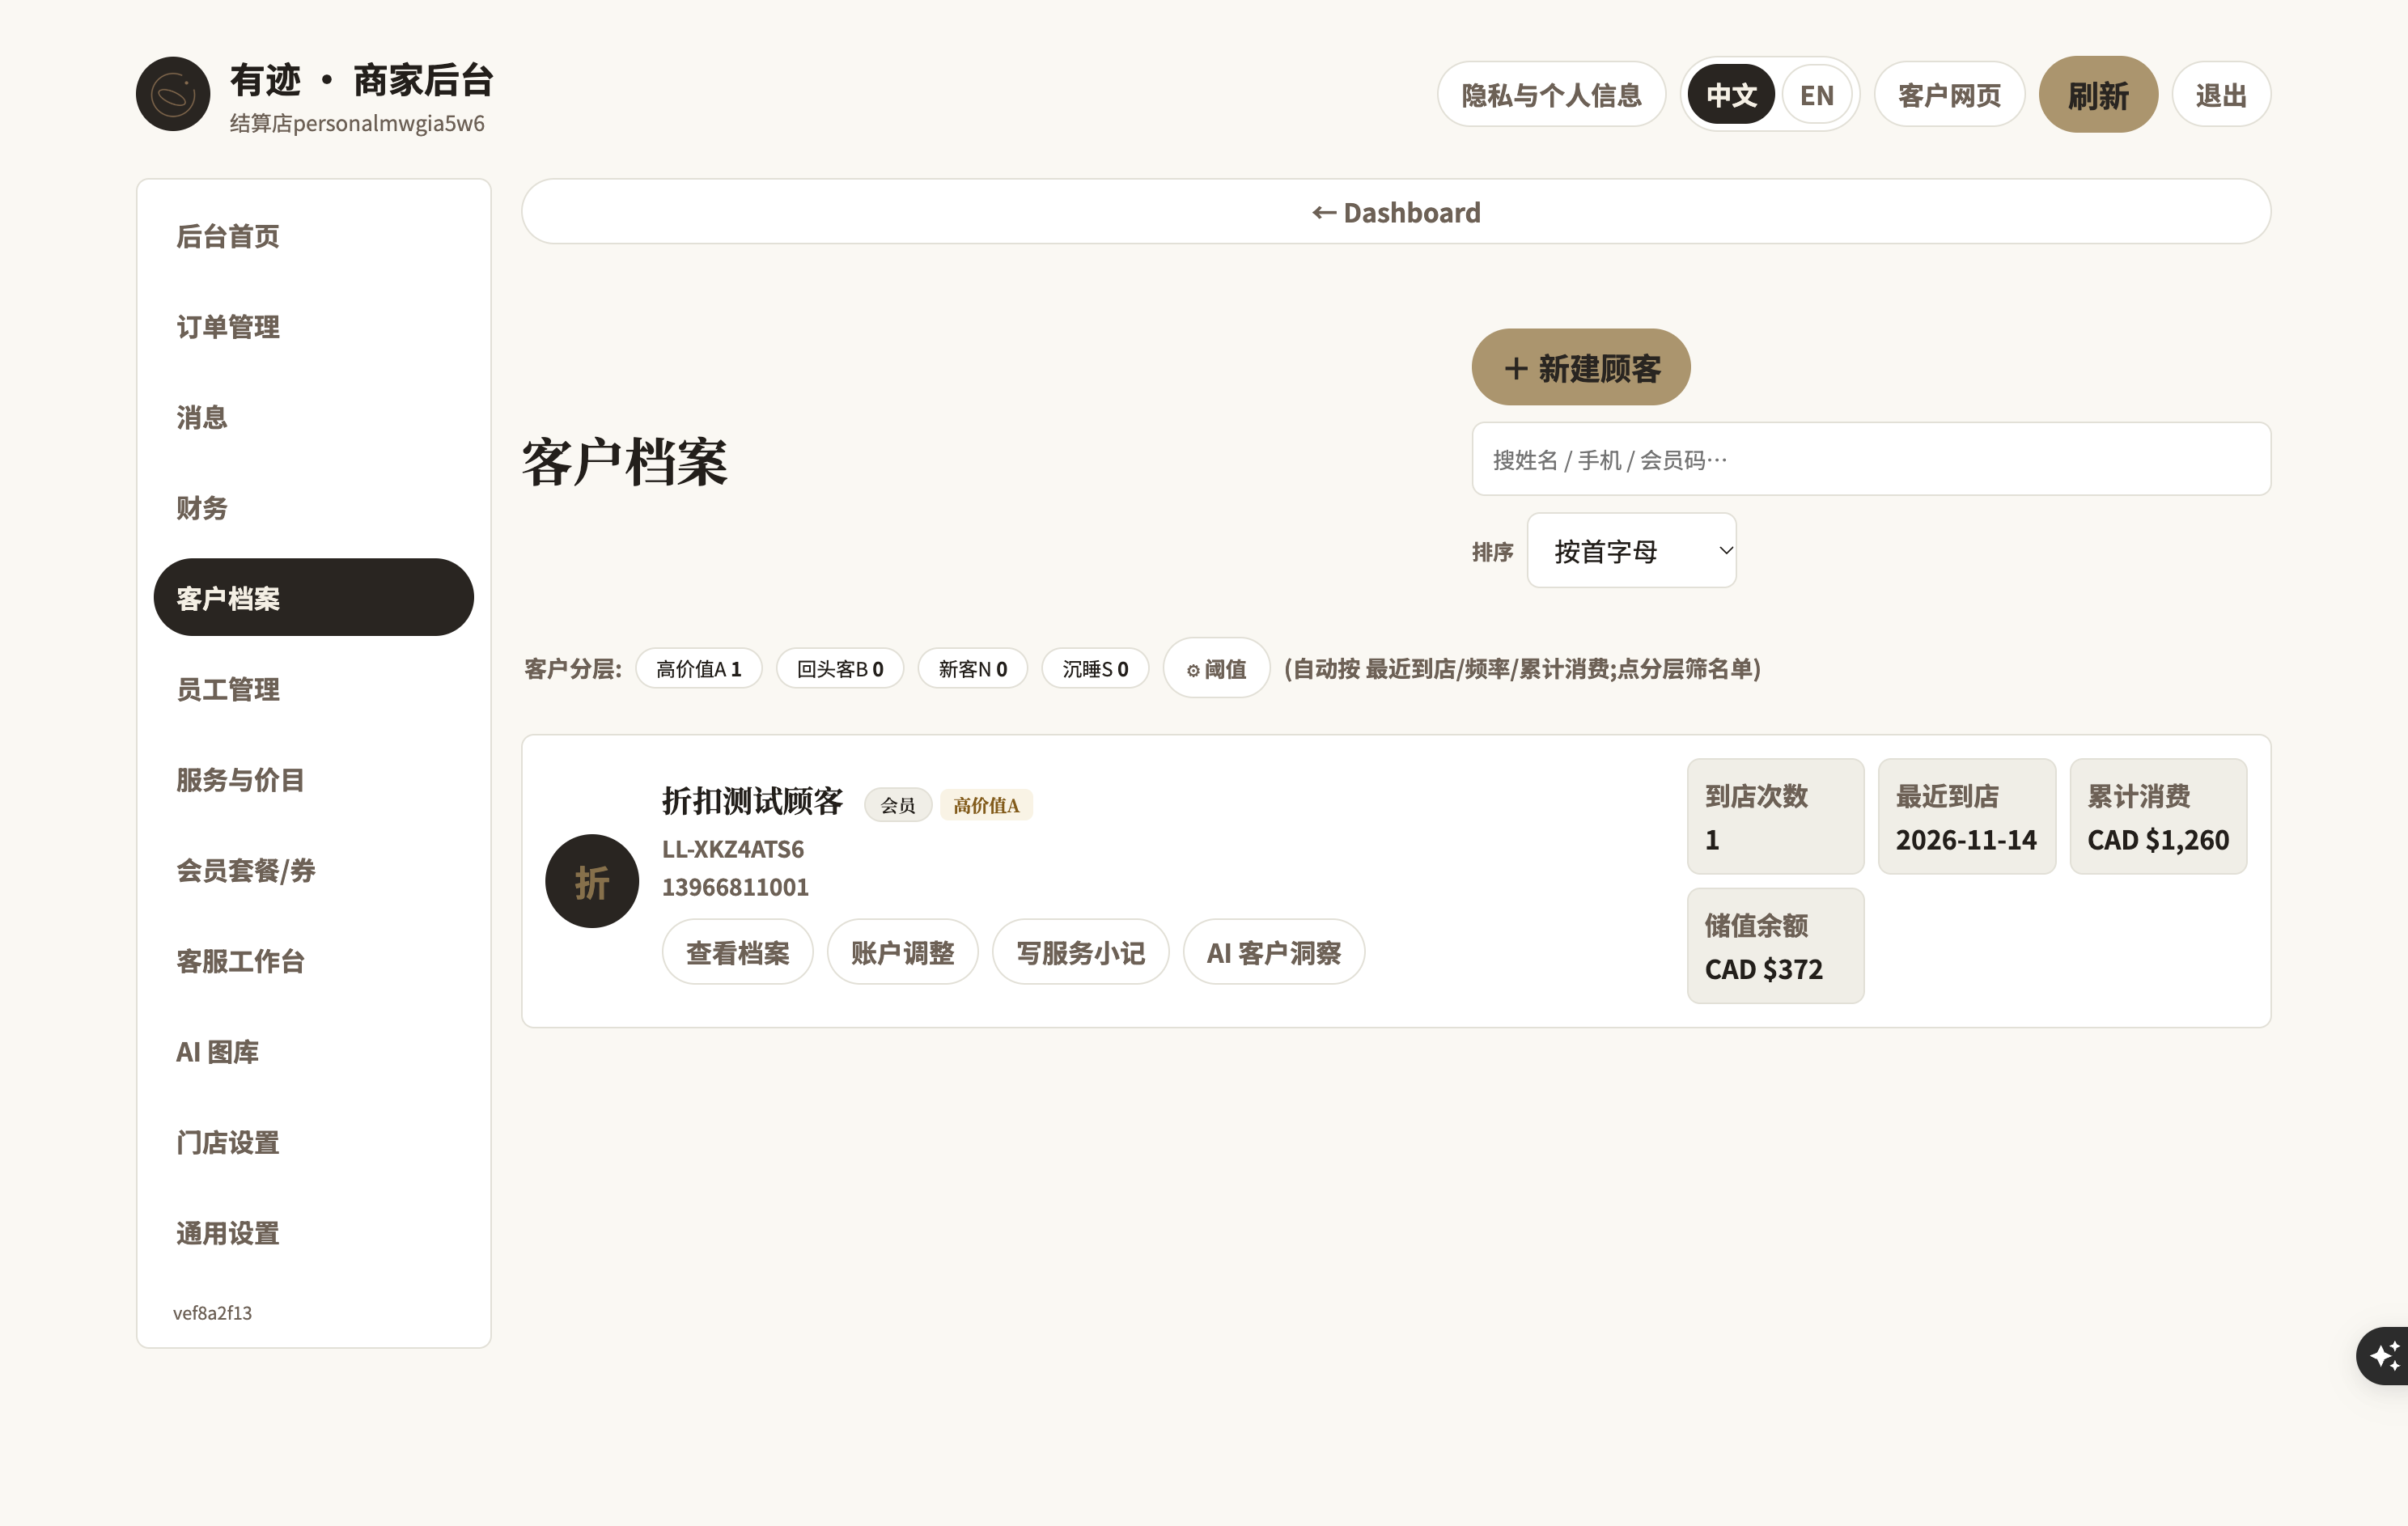 有迹 · 商家后台
结算店personalmwgia5w6
隐私与个人信息
中文
EN
客户网页
刷新
退出
后台首页
订单管理
消息
财务
客户档案
员工管理
服务与价目
会员套餐/券
客服工作台
AI 图库
门店设置
通用设置
vef8a2f13
← Dashboard
客户档案
＋ 新建顾客
搜姓名 / 手机 / 会员码…
排序
按首字母
客户分层:
高价值A 1
回头客B 0
新客N 0
沉睡S 0
⚙ 阈值
(自动按 最近到店/频率/累计消费;点分层筛名单)
折
折扣测试顾客
会员
高价值A
LL-XKZ4ATS6
13966811001
查看档案
账户调整
写服务小记
AI 客户洞察
到店次数
1
最近到店
2026-11-14
累计消费
CAD $1,260
储值余额
CAD $372